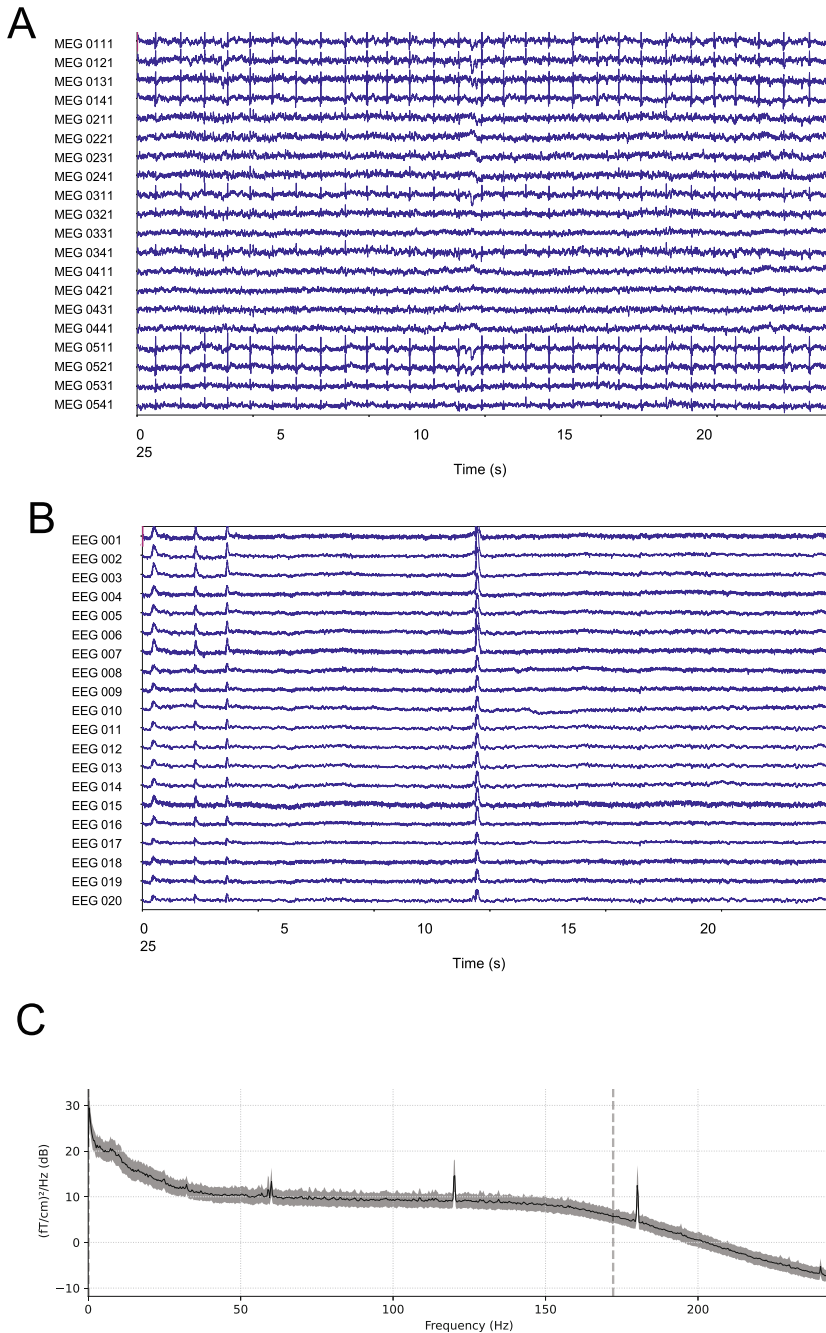 A
MEG 0111
MEG 0121
MEG 0131
MEG 0141
MEG 0211
MEG 0221
MEG 0231
MEG 0241
MEG 0311
MEG 0321
MEG 0331
MEG 0341
MEG 0411
MEG 0421
MEG 0431
MEG 0441
MEG 0511
MEG 0521
MEG 0531
MEG 0541
0 5 10 15 20
25
Time (s)
B
EEG 001
EEG 002
EEG 003
EEG 004
EEG 005
EEG 006
EEG 007
EEG 008
EEG 009
EEG 010
EEG 011
EEG 012
EEG 013
EEG 014
EEG 015
EEG 016
EEG 017
EEG 018
EEG 019
EEG 020
0 5 10 15 20
25
Time (s)
C
30
20
10
0
−10
(fT/cm)²/Hz (dB)
0 50 100 150 200
Frequency (Hz)